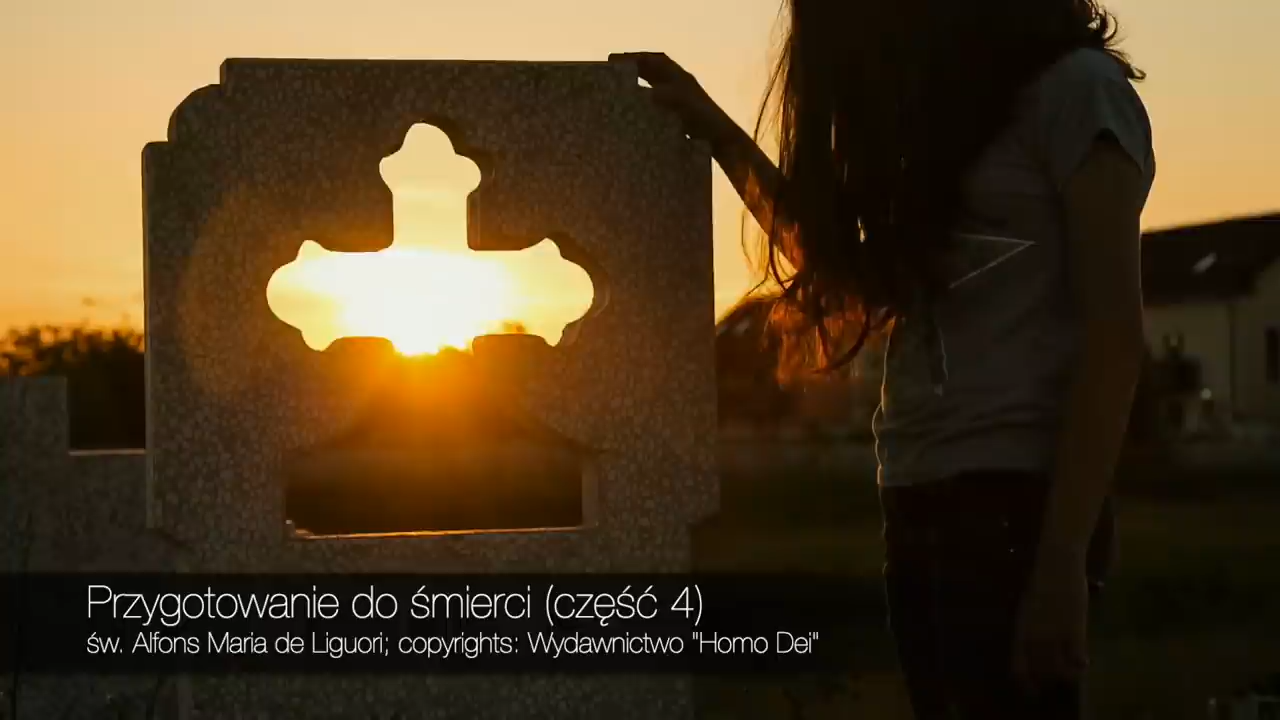 Przygotowanie do śmierci (część 4)
św. Alfons Maria de Liguori; copyrights: Wydawnictwo "Homo Dei"